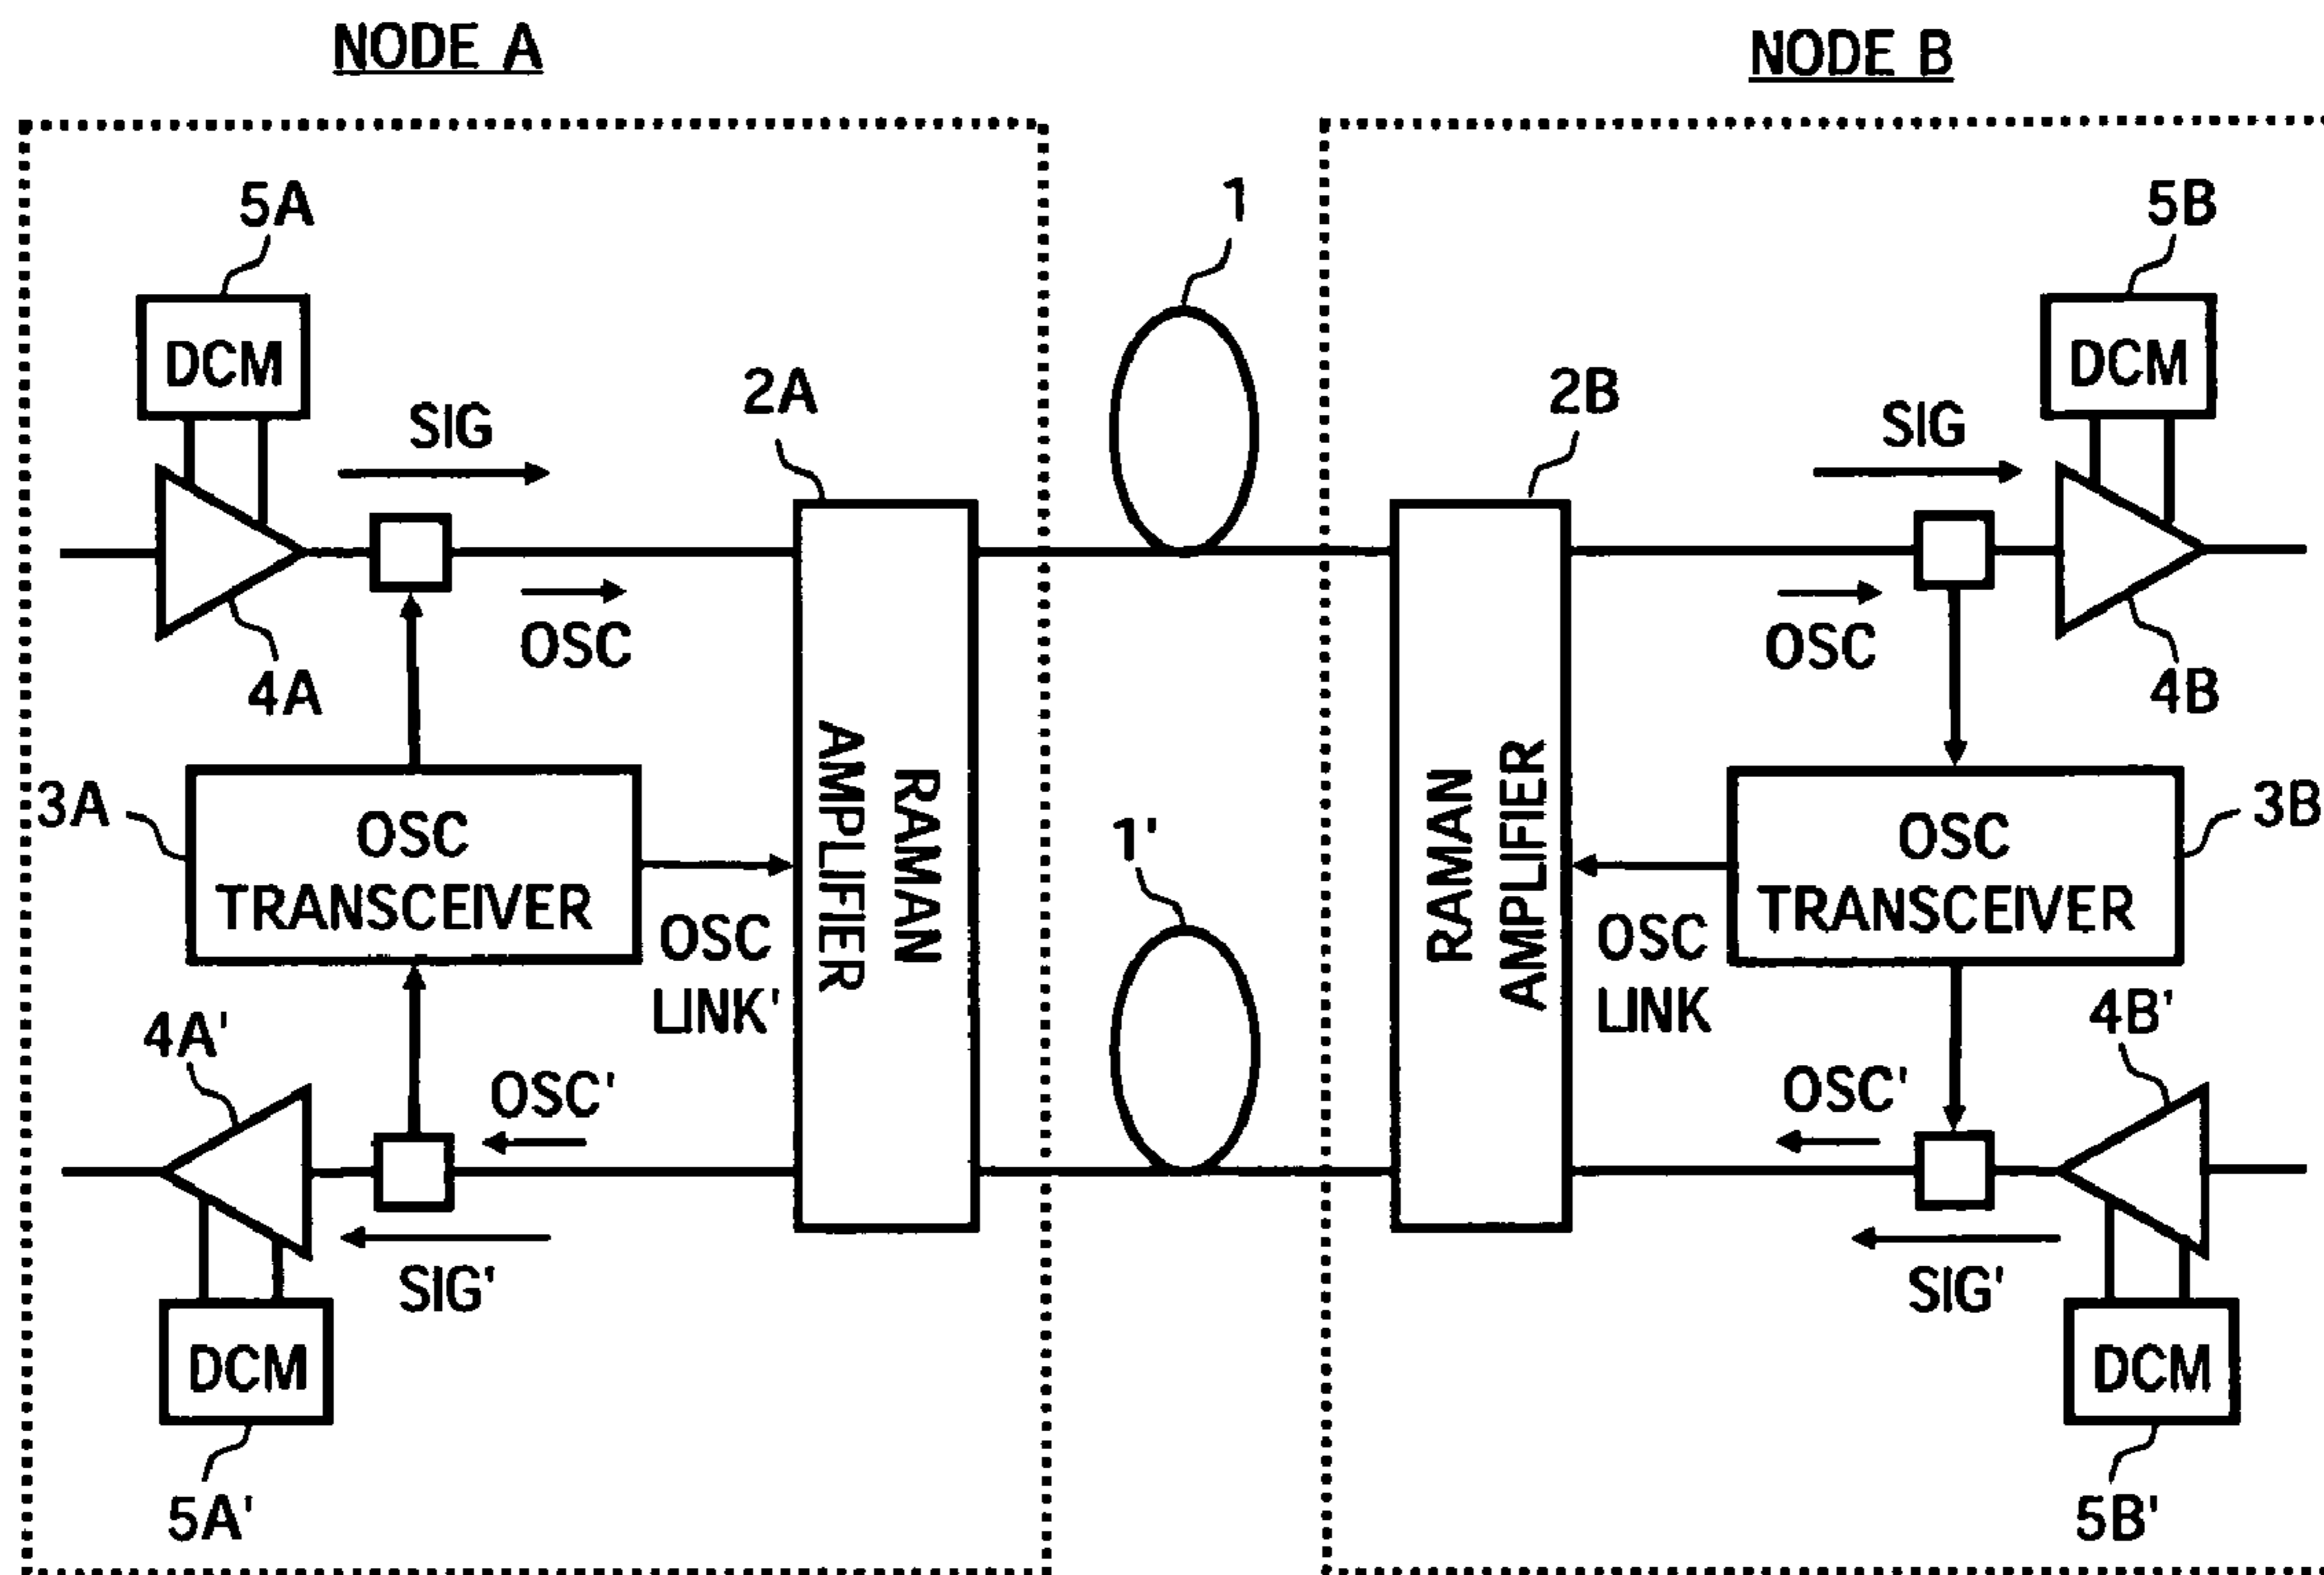 NODE A
NODE B
5A
1
5B
DCM
DCM
2A
2B
SIG
SIG
OSC
OSC
4A
4B
3A
OSC
TRANSCEIVER
RAMAN
AMPLIFIER
1'
RAMAN
AMPLIFIER
OSC
TRANSCEIVER
3B
OSC
LINK'
OSC
LINK
4A'
4B'
OSC'
OSC'
SIG'
SIG'
DCM
DCM
5A'
5B'